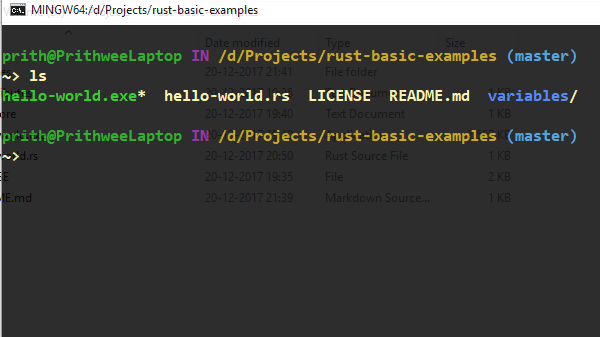 MINGW64:/d/Projects/rust-basic-examples
Date modified Type Size
prith@PrithweeLaptop IN /d/Projects/rust-basic-examples (master)
20-12-2017 21:41 File folder
~> ls
hello-world.exe* hello-world.rs LICENSE README.md variables/
20-12-2017 19:40 Text Document 1 KB
prith@PrithweeLaptop IN /d/Projects/rust-basic-examples (master)
~>
20-12-2017 20:50 Rust Source File 1 KB
20-12-2017 19:35 File 2 KB
20-12-2017 21:39 Markdown Source... 1 KB